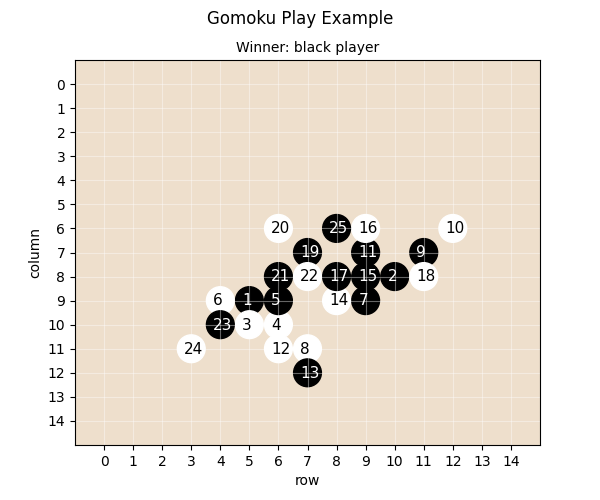 Gomoku Play Example
Winner: black player
0
1
2
3
4
5
6
20 25 16 10
7
19 11 9
8
21 22 17 15 2 18
9
6 1 5 14 7
10
23 3 4
11
24 12 8
12
13
13
14
column
0 1 2 3 4 5 6 7 8 9 10 11 12 13 14
row